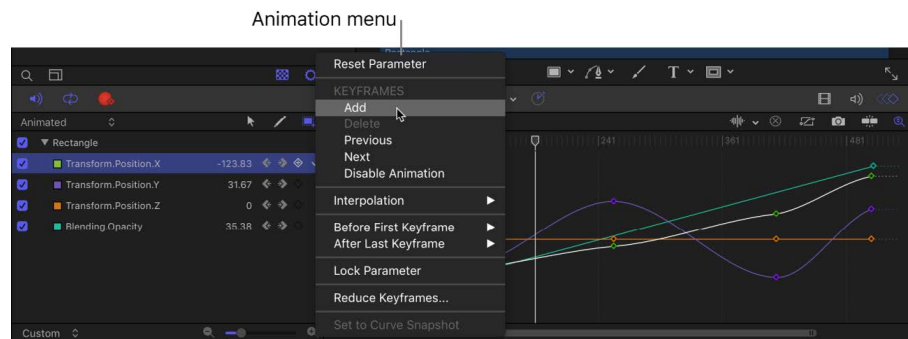 Animation menu
Rectangle
Reset Parameter
T
KEYFRAMES
Add
Animated
Delete
241
361
481
Rectangle
Previous
Transform.Position.X
-123.83
Next
Transform.Position.Y
31.67
Disable Animation
Transform.Position.Z
0
Interpolation
Blending.Opacity
35.38
Before First Keyframe
After Last Keyframe
Lock Parameter
Reduce Keyframes...
Custom
Set to Curve Snapshot